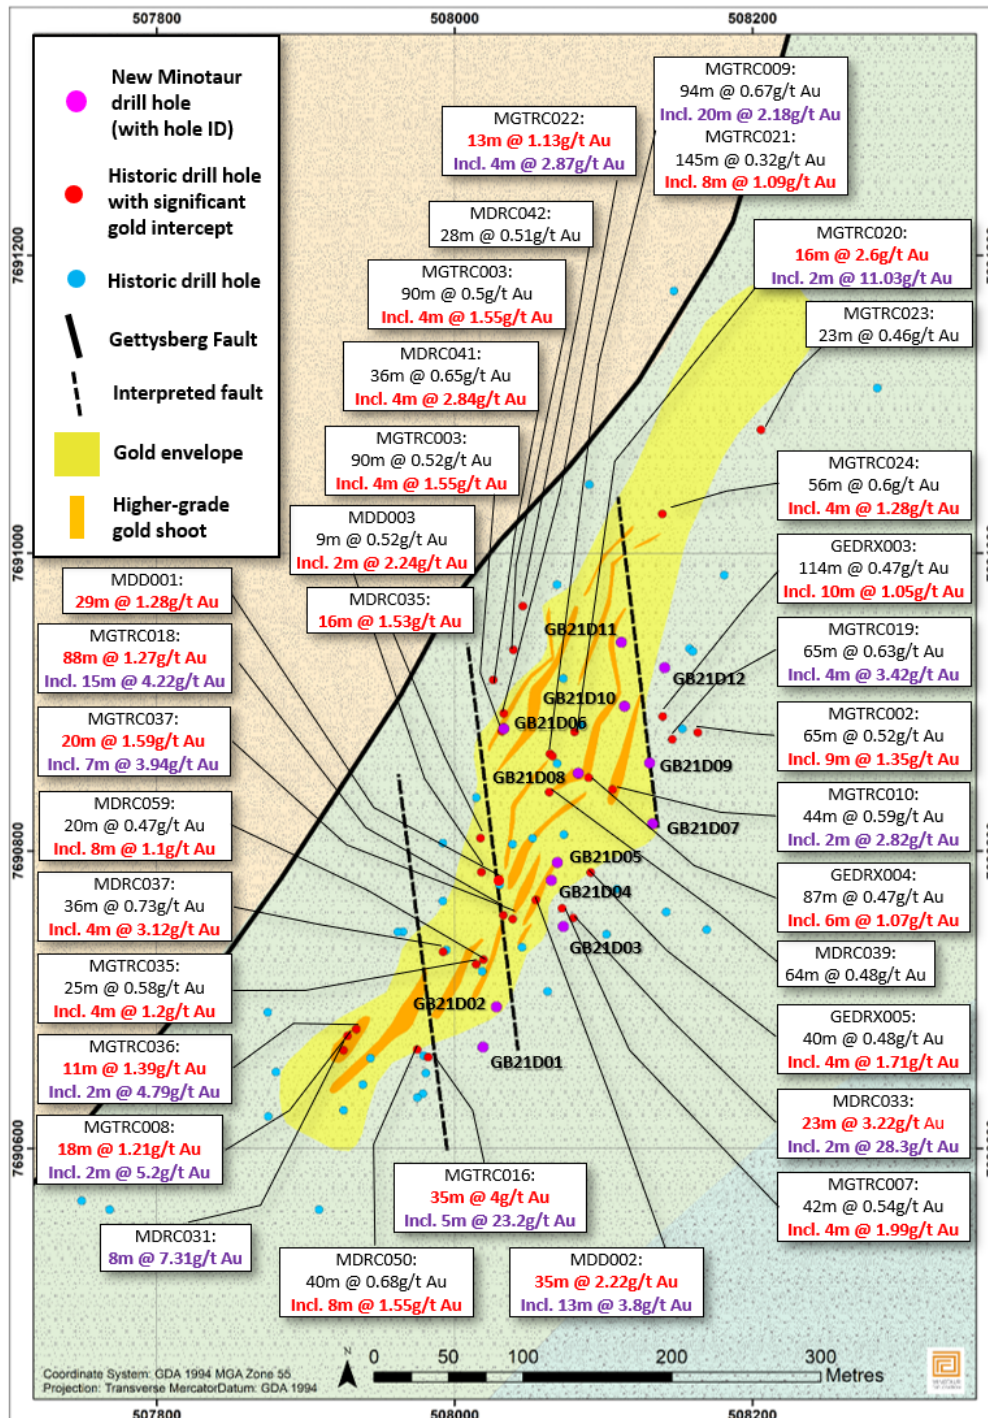 507800
508000
508200
New Minotaur
drill hole
(with hole ID)
Historic drill hole
with significant
gold intercept
Historic drill hole
Gettysberg Fault
Interpreted fault
Gold envelope
Higher-grade
gold shoot
MGTRC009:
94m @ 0.67g/t Au
Incl. 20m @ 2.18g/t Au
MGTRC021:
145m @ 0.32g/t Au
Incl. 8m @ 1.09g/t Au
MGTRC022:
13m @ 1.13g/t Au
Incl. 4m @ 2.87g/t Au
MDRC042:
28m @ 0.51g/t Au
MGTRC020:
16m @ 2.6g/t Au
Incl. 2m @ 11.03g/t Au
MGTRC003:
90m @ 0.5g/t Au
Incl. 4m @ 1.55g/t Au
MGTRC023:
23m @ 0.46g/t Au
MDRC041:
36m @ 0.65g/t Au
Incl. 4m @ 2.84g/t Au
MGTRC003:
90m @ 0.52g/t Au
Incl. 4m @ 1.55g/t Au
MGTRC024:
56m @ 0.6g/t Au
Incl. 4m @ 1.28g/t Au
MDD003
9m @ 0.52g/t Au
Incl. 2m @ 2.24g/t Au
GEDRX003:
114m @ 0.47g/t Au
Incl. 10m @ 1.05g/t Au
MDD001:
29m @ 1.28g/t Au
MDRC035:
16m @ 1.53g/t Au
MGTRC018:
88m @ 1.27g/t Au
Incl. 15m @ 4.22g/t Au
MGTRC019:
65m @ 0.63g/t Au
Incl. 4m @ 3.42g/t Au
MGTRC037:
20m @ 1.59g/t Au
Incl. 7m @ 3.94g/t Au
MGTRC002:
65m @ 0.52g/t Au
Incl. 9m @ 1.35g/t Au
MDRC059:
20m @ 0.47g/t Au
Incl. 8m @ 1.1g/t Au
MGTRC010:
44m @ 0.59g/t Au
Incl. 2m @ 2.82g/t Au
MDRC037:
36m @ 0.73g/t Au
Incl. 4m @ 3.12g/t Au
GEDRX004:
87m @ 0.47g/t Au
Incl. 6m @ 1.07g/t Au
MGTRC035:
25m @ 0.58g/t Au
Incl. 4m @ 1.2g/t Au
MDRC039:
64m @ 0.48g/t Au
MGTRC036:
11m @ 1.39g/t Au
Incl. 2m @ 4.79g/t Au
GEDRX005:
40m @ 0.48g/t Au
Incl. 4m @ 1.71g/t Au
MGTRC008:
18m @ 1.21g/t Au
Incl. 2m @ 5.2g/t Au
MDRC033:
23m @ 3.22g/t Au
Incl. 2m @ 28.3g/t Au
MDRC031:
8m @ 7.31g/t Au
MGTRC016:
35m @ 4g/t Au
Incl. 5m @ 23.2g/t Au
MGTRC007:
42m @ 0.54g/t Au
Incl. 4m @ 1.99g/t Au
MDRC050:
40m @ 0.68g/t Au
Incl. 8m @ 1.55g/t Au
MDD002:
35m @ 2.22g/t Au
Incl. 13m @ 3.8g/t Au
GB21D11
GB21D12
GB21D10
GB21D06
GB21D09
GB21D08
GB21D07
GB21D05
GB21D04
GB21D03
GB21D02
GB21D01
7691200
7691000
7690800
7690600
N
0 50 100 200 300
Metres
Coordinate System: GDA 1994 MGA Zone 55
Projection: Transverse MercatorDatum: GDA 1994
507800
508000
508200